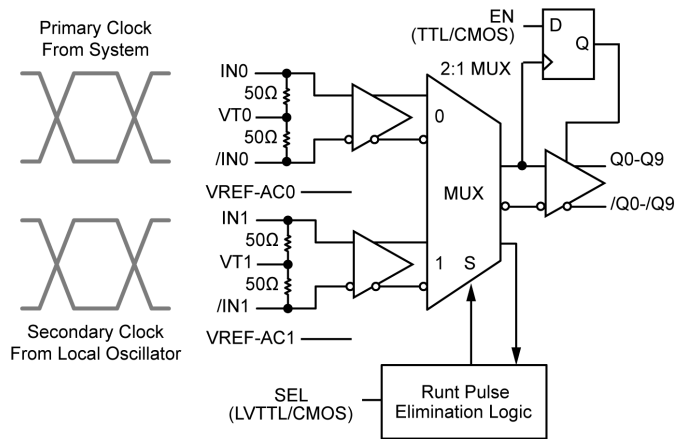 Primary Clock
From System
EN
(TTL/CMOS)
D
Q
2:1 MUX
IN0
50Ω
VT0
50Ω
/IN0
0
VREF-AC0
MUX
Q0-Q9
/Q0-/Q9
IN1
50Ω
VT1
50Ω
/IN1
1
S
VREF-AC1
Secondary Clock
From Local Oscillator
SEL
(LVTTL/CMOS)
Runt Pulse
Elimination Logic